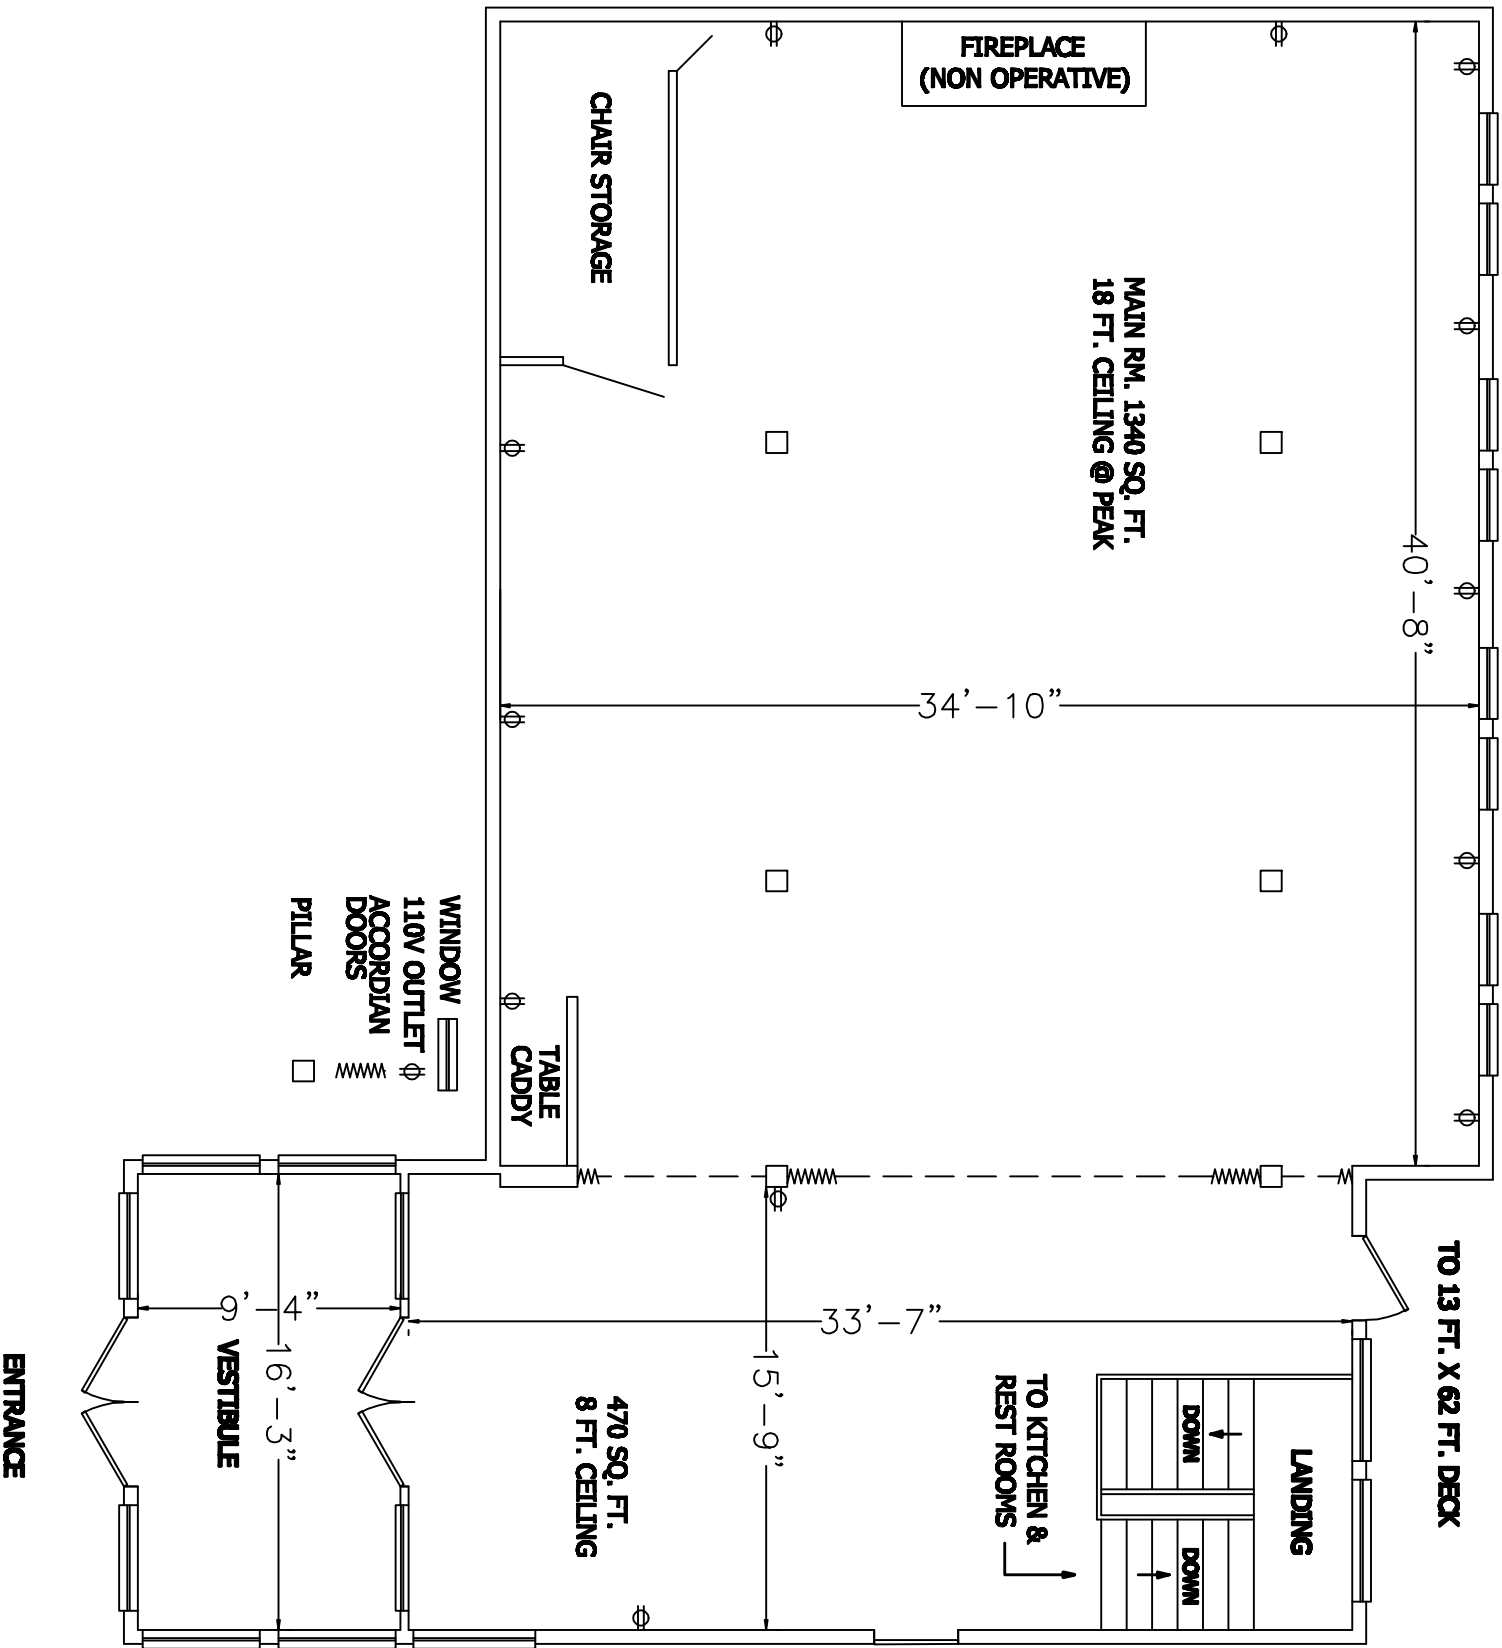 FIREPLACE
(NON OPERATIVE)
CHAIR STORAGE
MAIN RM. 1340 SQ. FT.
18 FT. CEILING @ PEAK
40'-8"
34'-10"
TABLE
CADDY
WINDOW
110V OUTLET
ACCORDIAN
DOORS
PILLAR
TO 13 FT. X 62 FT. DECK
33'-7"
15'-9"
9'-4"
16'-3"
VESTIBULE
470 SQ. FT.
8 FT. CEILING
TO KITCHEN &
REST ROOMS
DOWN
DOWN
LANDING
ENTRANCE